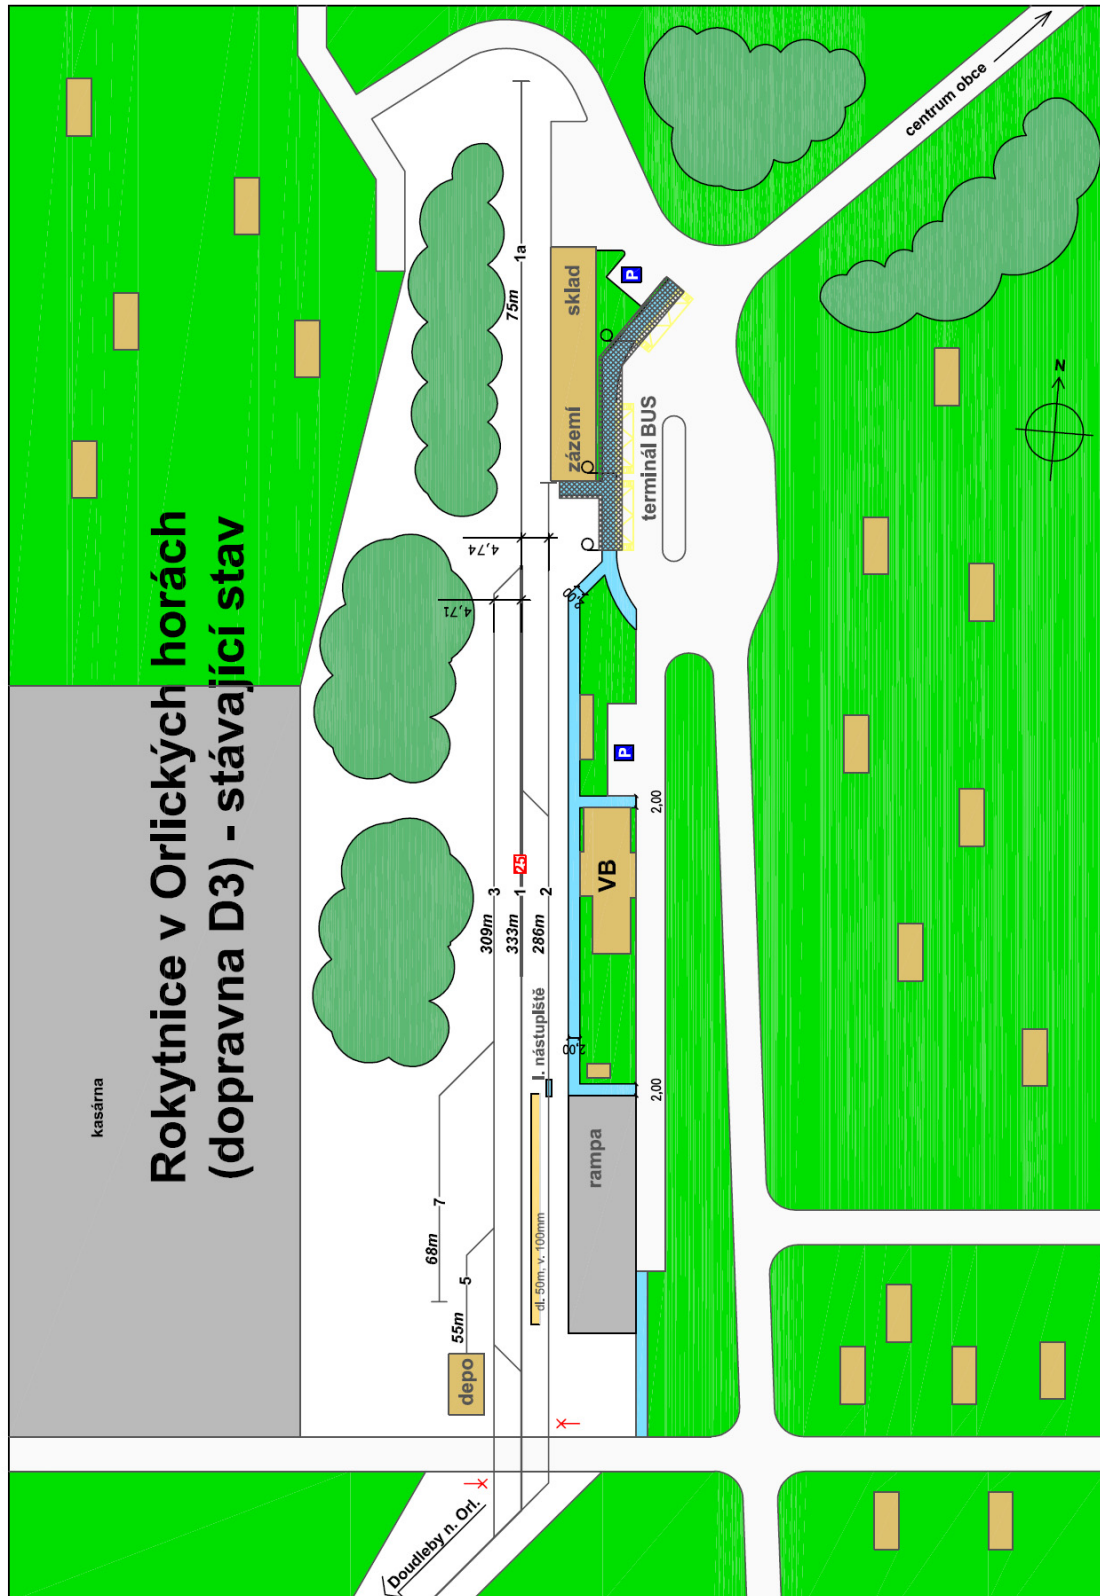 Rokytnice v Orlických horách
(dopravna D3) - stávající stav
kasárna
centrum obce
N
75m
1a
sklad
zázemí
P
terminál BUS
4,74
4,71
2,00
P
2,00
VB
25
309m
3
333m
1
286m
2
I. nástupiště
2,00
2,00
rampa
dl. 50m, v. 100mm
68m
7
55m
5
depo
Doudleby n. Orl.